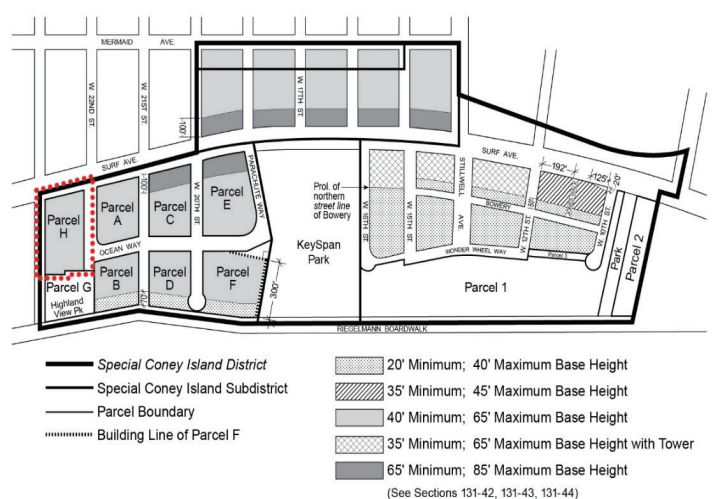 MERMAID AVE.
W. 22ND ST.
W. 21ST ST.
W. 17TH ST.
100'
SURF AVE.
PARACHUTE WAY
SURF AVE.
192'
125'
20'
STILLWELL AVE
100'
W. 20TH ST.
Parcel H
Parcel A
Parcel C
Parcel E
Prol. of
northern
street line
of Bowery
BOWERY
W. 16TH ST.
W. 15TH ST.
W. 12TH ST.
W. 10TH ST.
OCEAN WAY
KeySpan
Park
WONDER WHEEL WAY
Parcel 3
Park
Parcel 2
Parcel G
Highland
View Pk
Parcel B
70'
Parcel D
Parcel F
300'
Parcel 1
RIEGELMANN BOARDWALK
Special Coney Island District
Special Coney Island Subdistrict
Parcel Boundary
Building Line of Parcel F
20' Minimum; 40' Maximum Base Height
35' Minimum; 45' Maximum Base Height
40' Minimum; 65' Maximum Base Height
35' Minimum; 65' Maximum Base Height with Tower
65' Minimum; 85' Maximum Base Height
(See Sections 131-42, 131-43, 131-44)